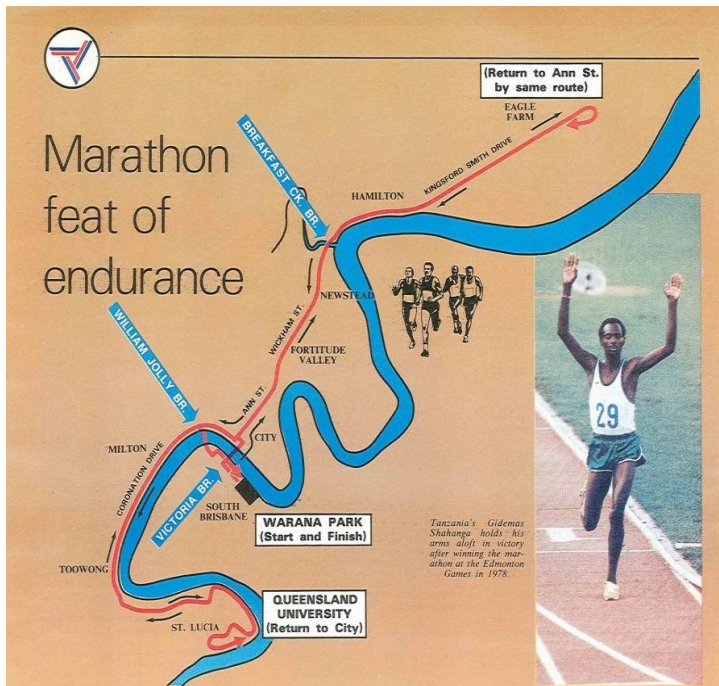 Marathon
feat of
endurance
(Return to Ann St.
by same route)
EAGLE
FARM
KINGSFORD SMITH DRIVE
HAMILTON
BREAKFAST CK. BR.
NEWSTEAD
WICKHAM ST.
FORTITUDE
VALLEY
WILLIAM JOLLY BR.
ANN ST.
CITY
MILTON
CORONATION DRIVE
VICTORIA BR.
SOUTH
BRISBANE
WARANA PARK
(Start and Finish)
TOOWONG
ST. LUCIA
QUEENSLAND
UNIVERSITY
(Return to City)
29
Tanzania's Gidemas
Shahanga holds his
arms aloft in victory
after winning the mar-
athon at the Edmonton
Games in 1978.